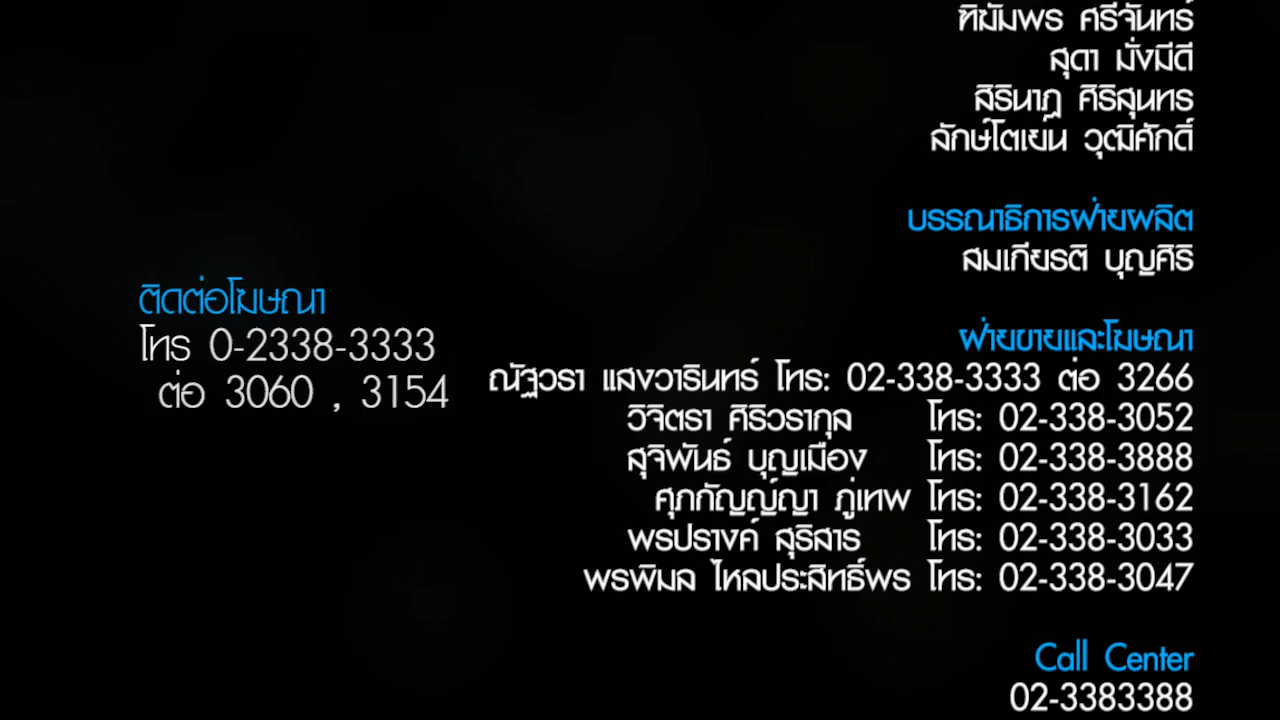 ฑิฆัมพร ศรีจันทร์
สุดา มั่งมีดี
สิรินาฏ ศิริสุนทร
ลักษ์โตเย่น วุฒิศักดิ์
บรรณาธิการฝ่ายผลิต
สมเกียรติ บุญศิริ
ติดต่อโฆษณา
โทร 0-2338-3333
ต่อ 3060 , 3154
ฝ่ายขายและโฆษณา
ณัฐวรา แสงวารินทร์ โทร: 02-338-3333 ต่อ 3266
วิจิตรา ศิริวรากุล โทร: 02-338-3052
สุจิพันธ์ บุญเมือง โทร: 02-338-3888
ศุภกัญญ์ญา ภู่เทพ โทร: 02-338-3162
พรปรางค์ สุริสาร โทร: 02-338-3033
พรพิมล ไหลประสิทธิ์พร โทร: 02-338-3047
Call Center
02-3383388